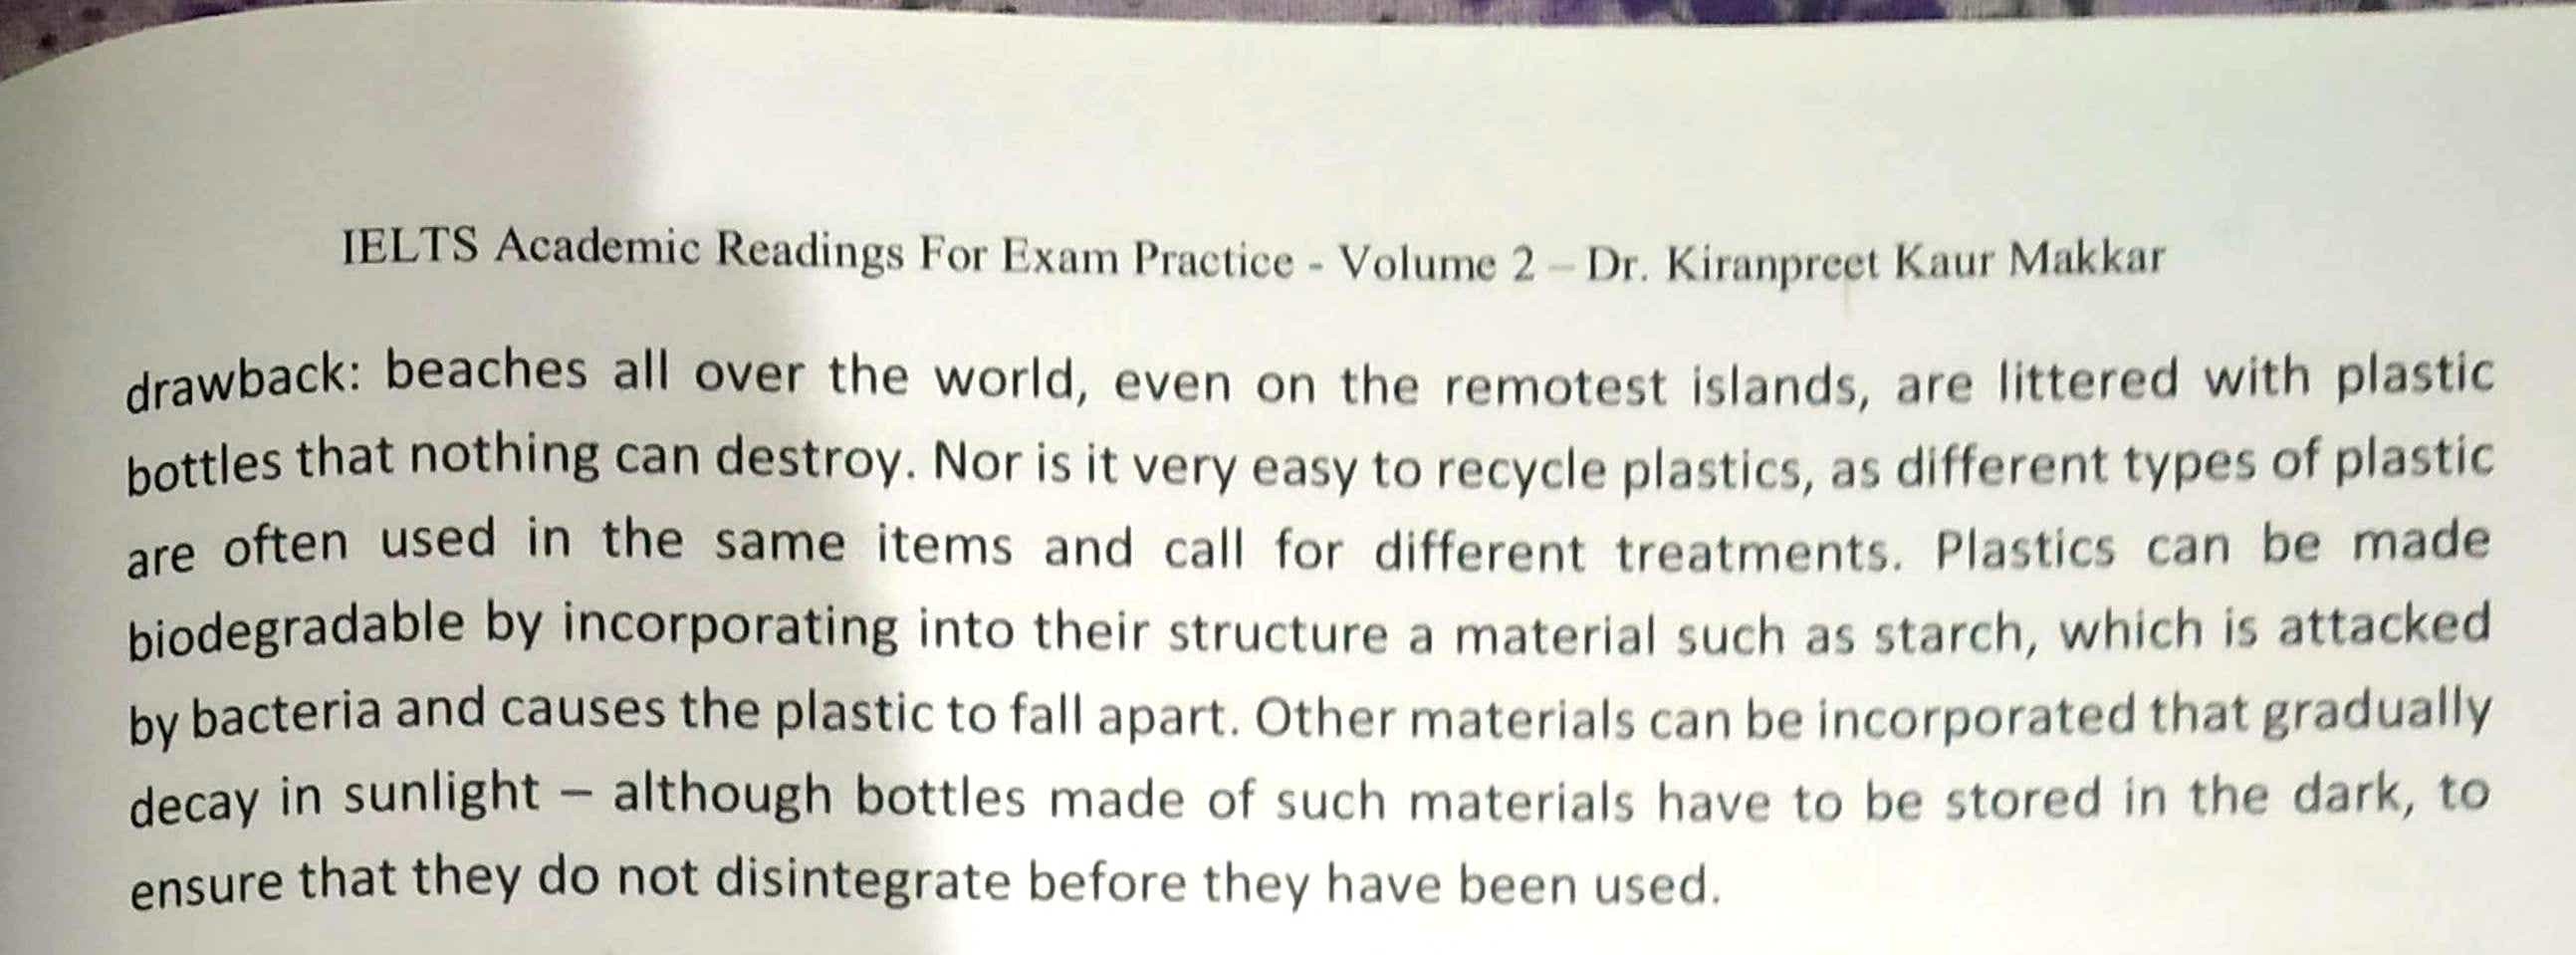 IELTS Academic Readings For Exam Practice - Volume 2 – Dr. Kiranpreet Kaur Makkar
drawback: beaches all over the world, even on the remotest islands, are littered with plastic
bottles that nothing can destroy. Nor is it very easy to recycle plastics, as different types of plastic
are often used in the same items and call for different treatments. Plastics can be made
biodegradable by incorporating into their structure a material such as starch, which is attacked
by bacteria and causes the plastic to fall apart. Other materials can be incorporated that gradually
decay in sunlight – although bottles made of such materials have to be stored in the dark, to
ensure that they do not disintegrate before they have been used.